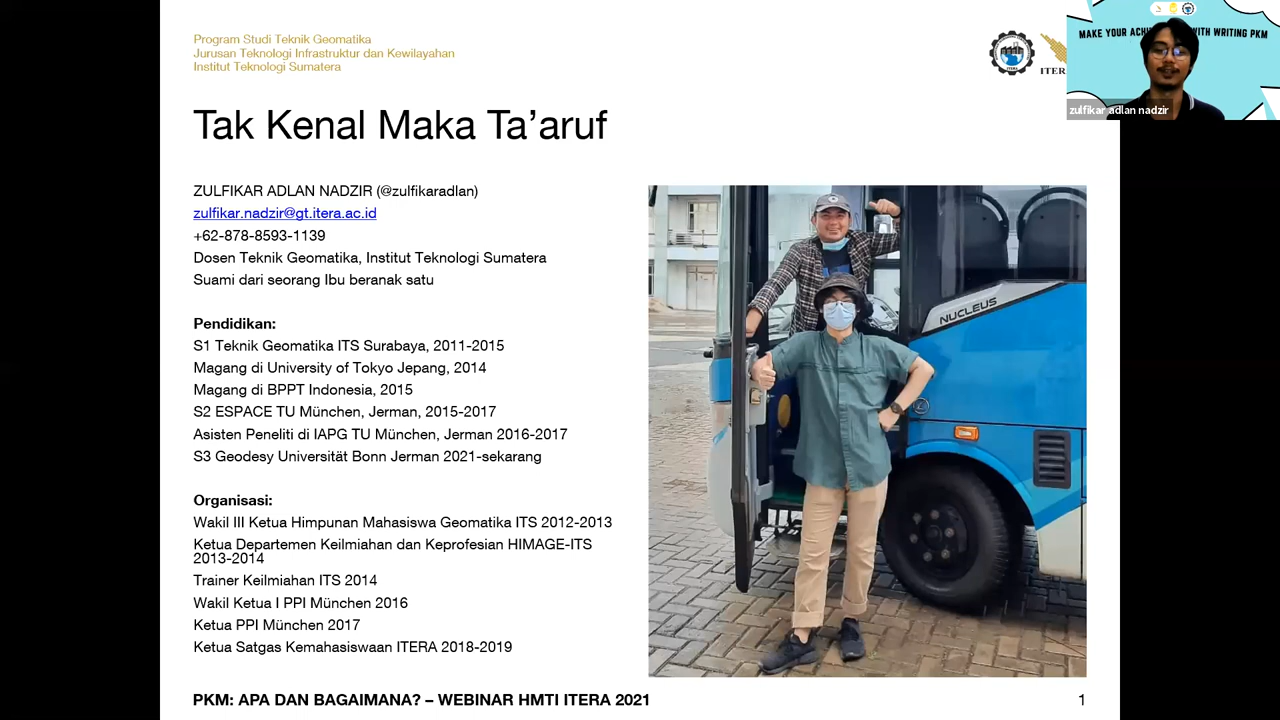 Program Studi Teknik Geomatika
Jurusan Teknologi Infrastruktur dan Kewilayahan
Institut Teknologi Sumatera
ITER
MAKE YOUR ACHI WITH WRITING PKM
zulfikar adlan nadzir
Tak Kenal Maka Ta’aruf
ZULFIKAR ADLAN NADZIR (@zulfikaradlan)
zulfikar.nadzir@gt.itera.ac.id
+62-878-8593-1139
Dosen Teknik Geomatika, Institut Teknologi Sumatera
Suami dari seorang Ibu beranak satu
Pendidikan:
S1 Teknik Geomatika ITS Surabaya, 2011-2015
Magang di University of Tokyo Jepang, 2014
Magang di BPPT Indonesia, 2015
S2 ESPACE TU München, Jerman, 2015-2017
Asisten Peneliti di IAPG TU München, Jerman 2016-2017
S3 Geodesy Universität Bonn Jerman 2021-sekarang
Organisasi:
Wakil III Ketua Himpunan Mahasiswa Geomatika ITS 2012-2013
Ketua Departemen Keilmiahan dan Keprofesian HIMAGE-ITS
2013-2014
Trainer Keilmiahan ITS 2014
Wakil Ketua I PPI München 2016
Ketua PPI München 2017
Ketua Satgas Kemahasiswaan ITERA 2018-2019
NUCLEUS
PKM: APA DAN BAGAIMANA? – WEBINAR HMTI ITERA 2021
1